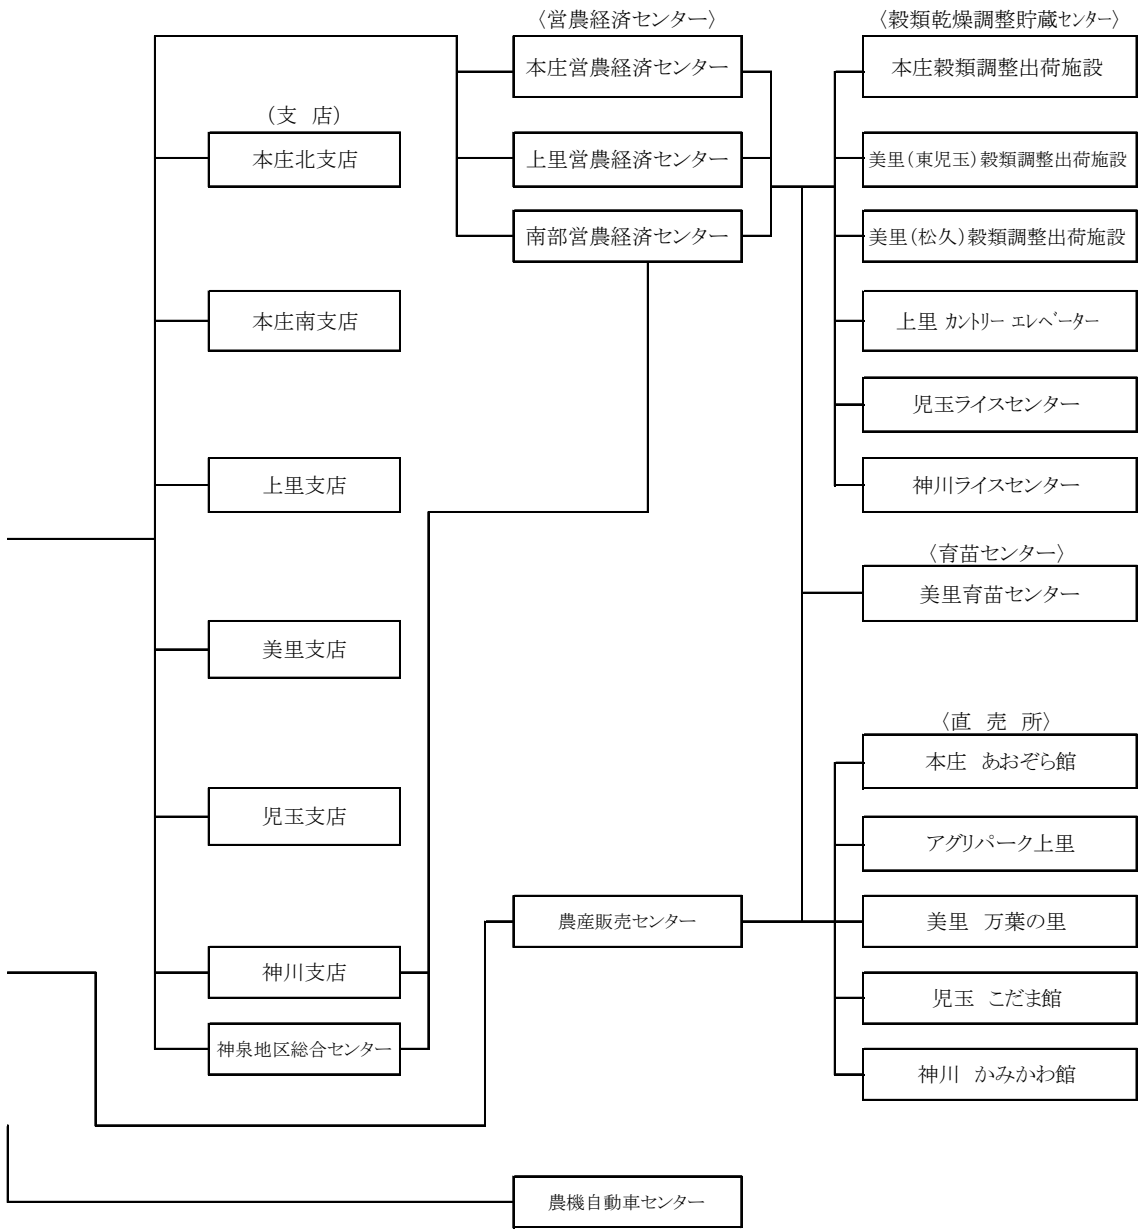 (支　店)
本庄北支店
本庄南支店
上里支店
美里支店
児玉支店
神川支店
神泉地区総合センター
〈営農経済センター〉
本庄営農経済センター
上里営農経済センター
南部営農経済センター
農産販売センター
農機自動車センター
〈穀類乾燥調整貯蔵センター〉
本庄穀類調整出荷施設
美里(東児玉)穀類調整出荷施設
美里(松久)穀類調整出荷施設
上里 カントリー エレベーター
児玉ライスセンター
神川ライスセンター
〈育苗センター〉
美里育苗センター
〈直　売　所〉
本庄　あおぞら館
アグリパーク上里
美里　万葉の里
児玉　こだま館
神川　かみかわ館